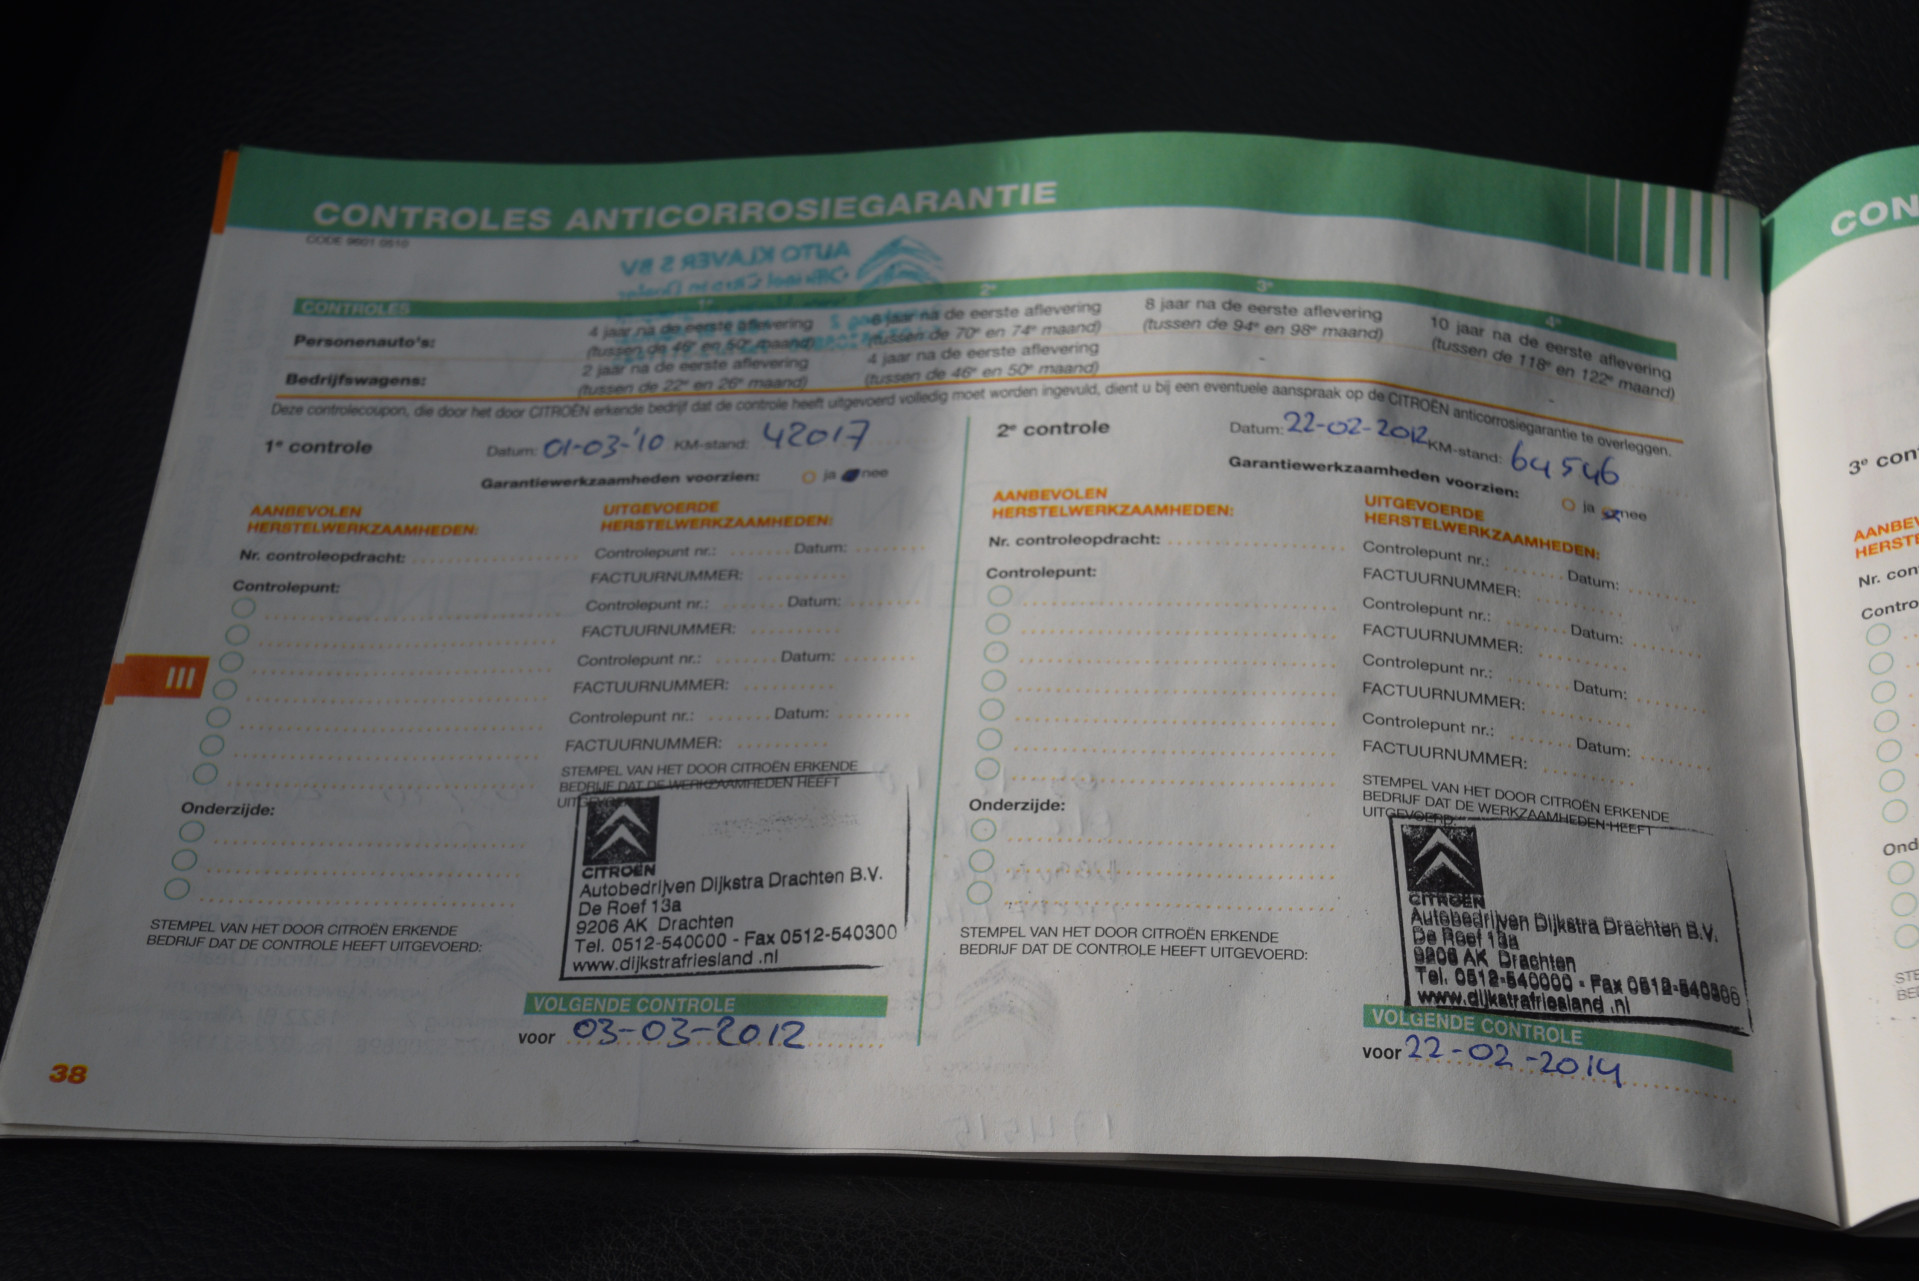 CONTROLES ANTICORROSIEGARANTIE
CODE 9801 0510
CONTROLES 1e 2e 3e 4e
Personenauto's:
4 jaar na de eerste aflevering
(tussen de 46e en 50e maand)
6 jaar na de eerste aflevering
(tussen de 70e en 74e maand)
8 jaar na de eerste aflevering
(tussen de 94e en 98e maand)
10 jaar na de eerste aflevering
(tussen de 118e en 122e maand)
Bedrijfswagens:
2 jaar na de eerste aflevering
(tussen de 22e en 26e maand)
4 jaar na de eerste aflevering
(tussen de 46e en 50e maand)
-
-
Deze controlecoupon, die door het door CITROËN erkende bedrijf dat de controle heeft uitgevoerd volledig moet worden ingevuld, dient u bij een eventuele aanspraak op de CITROËN anticorrosiegarantie te overleggen.
1e controle
Datum: 01-03-'10 KM-stand: 42017
Garantiewerkzaamheden voorzien: ja nee
AANBEVOLEN
HERSTELWERKZAAMHEDEN:
Nr. controleopdracht:
Controlepunt:
Onderzijde:
STEMPEL VAN HET DOOR CITROËN ERKENDE
BEDRIJF DAT DE CONTROLE HEEFT UITGEVOERD:
UITGEVOERDE
HERSTELWERKZAAMHEDEN:
Controlepunt nr.: Datum:
FACTUURNUMMER:
Controlepunt nr.: Datum:
FACTUURNUMMER:
Controlepunt nr.: Datum:
FACTUURNUMMER:
Controlepunt nr.: Datum:
FACTUURNUMMER:
STEMPEL VAN HET DOOR CITROËN ERKENDE
BEDRIJF DAT DE WERKZAAMHEDEN HEEFT
UITGEVOERD:
CITROËN
Autobedrijven Dijkstra Drachten B.V.
De Roef 13a
9206 AK Drachten
Tel. 0512-540000 - Fax 0512-540300
www.dijkstrafriesland .nl
VOLGENDE CONTROLE
voor 03-03-2012
2e controle
Datum: 22-02-2012 KM-stand: 64546
Garantiewerkzaamheden voorzien: ja nee
AANBEVOLEN
HERSTELWERKZAAMHEDEN:
Nr. controleopdracht:
Controlepunt:
Onderzijde:
STEMPEL VAN HET DOOR CITROËN ERKENDE
BEDRIJF DAT DE CONTROLE HEEFT UITGEVOERD:
UITGEVOERDE
HERSTELWERKZAAMHEDEN:
Controlepunt nr.: Datum:
FACTUURNUMMER:
Controlepunt nr.: Datum:
FACTUURNUMMER:
Controlepunt nr.: Datum:
FACTUURNUMMER:
Controlepunt nr.: Datum:
FACTUURNUMMER:
STEMPEL VAN HET DOOR CITROËN ERKENDE
BEDRIJF DAT DE WERKZAAMHEDEN HEEFT
UITGEVOERD:
CITROËN
Autobedrijven Dijkstra Drachten B.V.
De Roef 13a
9206 AK Drachten
Tel. 0512-540000 - Fax 0512-540300
www.dijkstrafriesland .nl
VOLGENDE CONTROLE
voor 22-02-2014
III
38
CON
3e con
AANBE
HERST
Nr. con
Contro
Ond
STE
BE